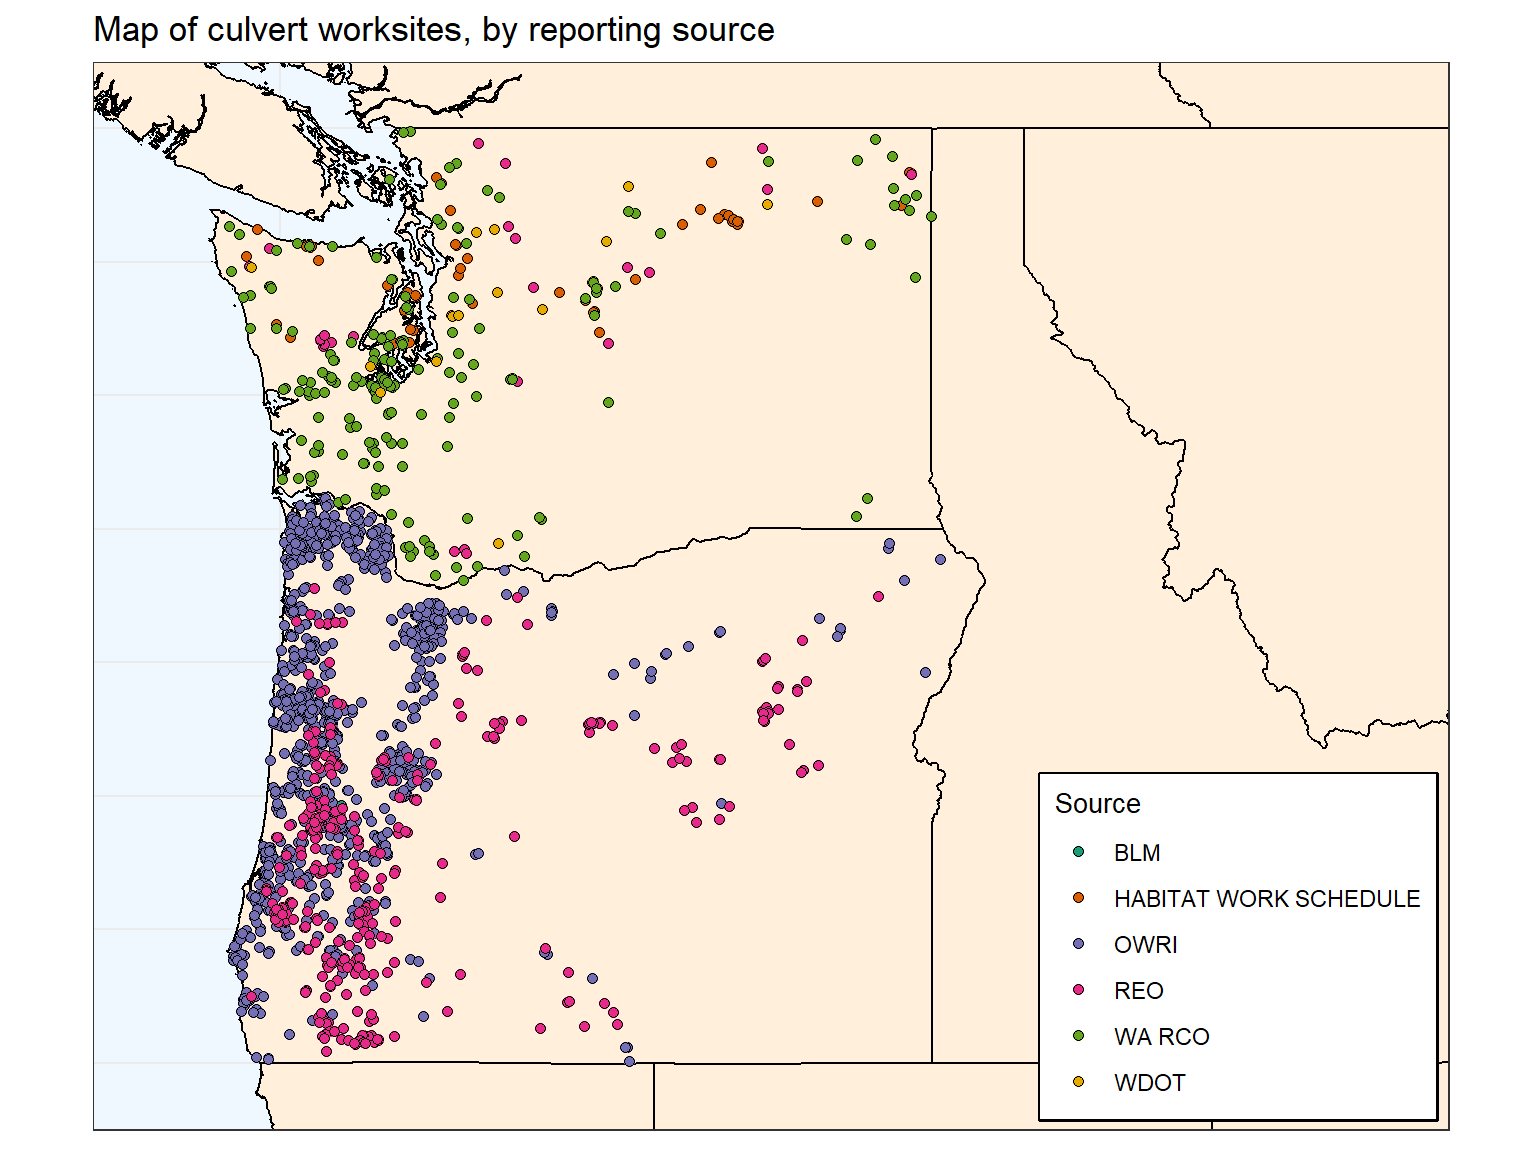 Map of culvert worksites, by reporting source
Source
BLM
HABITAT WORK SCHEDULE
OWRI
REO
WA RCO
WDOT